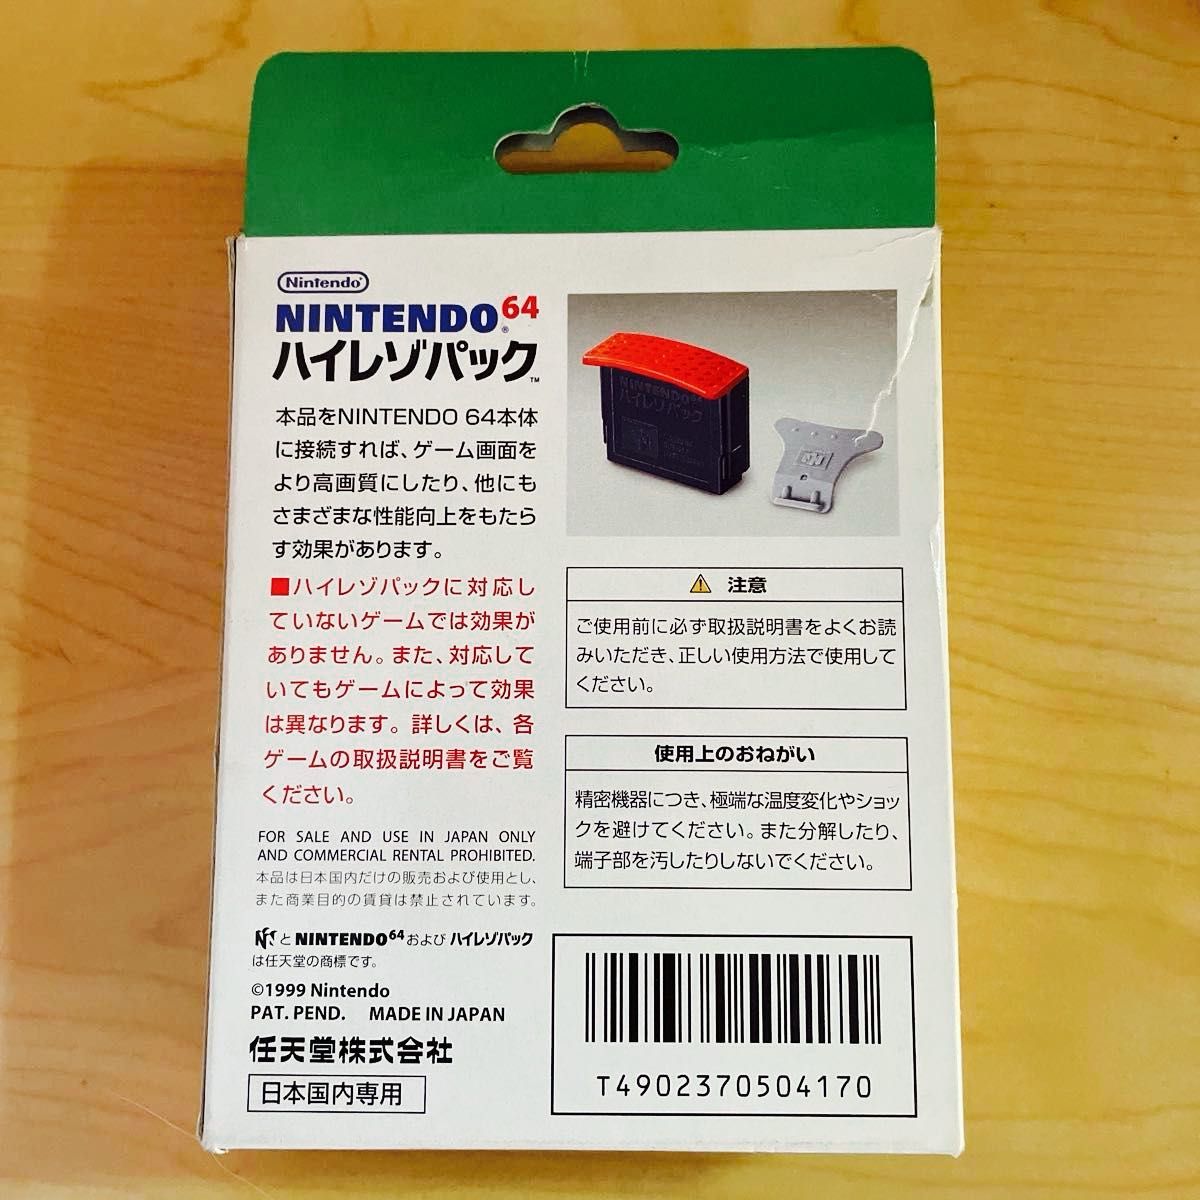 Nintendo
NINTENDO64®
ハイレゾパック™
本品をNINTENDO 64本体
に接続すれば、ゲーム画面を
より高画質にしたり、他にも
さまざまな性能向上をもたら
す効果があります。
■ハイレゾパックに対応し
ていないゲームでは効果が
ありません。また、対応して
いてもゲームによって効果
は異なります。詳しくは、各
ゲームの取扱説明書をご覧
ください。
FOR SALE AND USE IN JAPAN ONLY
AND COMMERCIAL RENTAL PROHIBITED.
本品は日本国内だけの販売および使用とし、
また商業目的の賃貸は禁止されています。
と NINTENDO64 および ハイレゾパック
は任天堂の商標です。
©1999 Nintendo
PAT. PEND. MADE IN JAPAN
任天堂株式会社
日本国内専用
NINTENDO64
ハイレゾパック
注意
ご使用前に必ず取扱説明書をよくお読
みいただき、正しい使用方法で使用して
ください。
使用上のおねがい
精密機器につき、極端な温度変化やショッ
クを避けてください。また分解したり、
端子部を汚したりしないでください。
T4902370504170